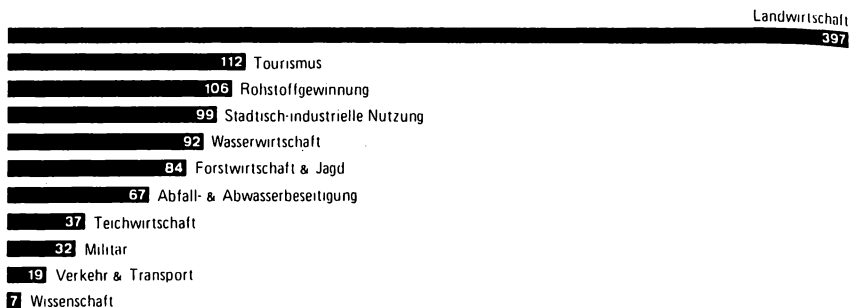 Landwirtschaft
397
112 Tourismus
106 Rohstoffgewinnung
99 Stadtisch-industrielle Nutzung
92 Wasserwirtschaft
84 Forstwirtschaft & Jagd
67 Abfall- & Abwasserbeseitigung
37 Teichwirtschaft
32 Militar
19 Verkehr & Transport
7 Wissenschaft